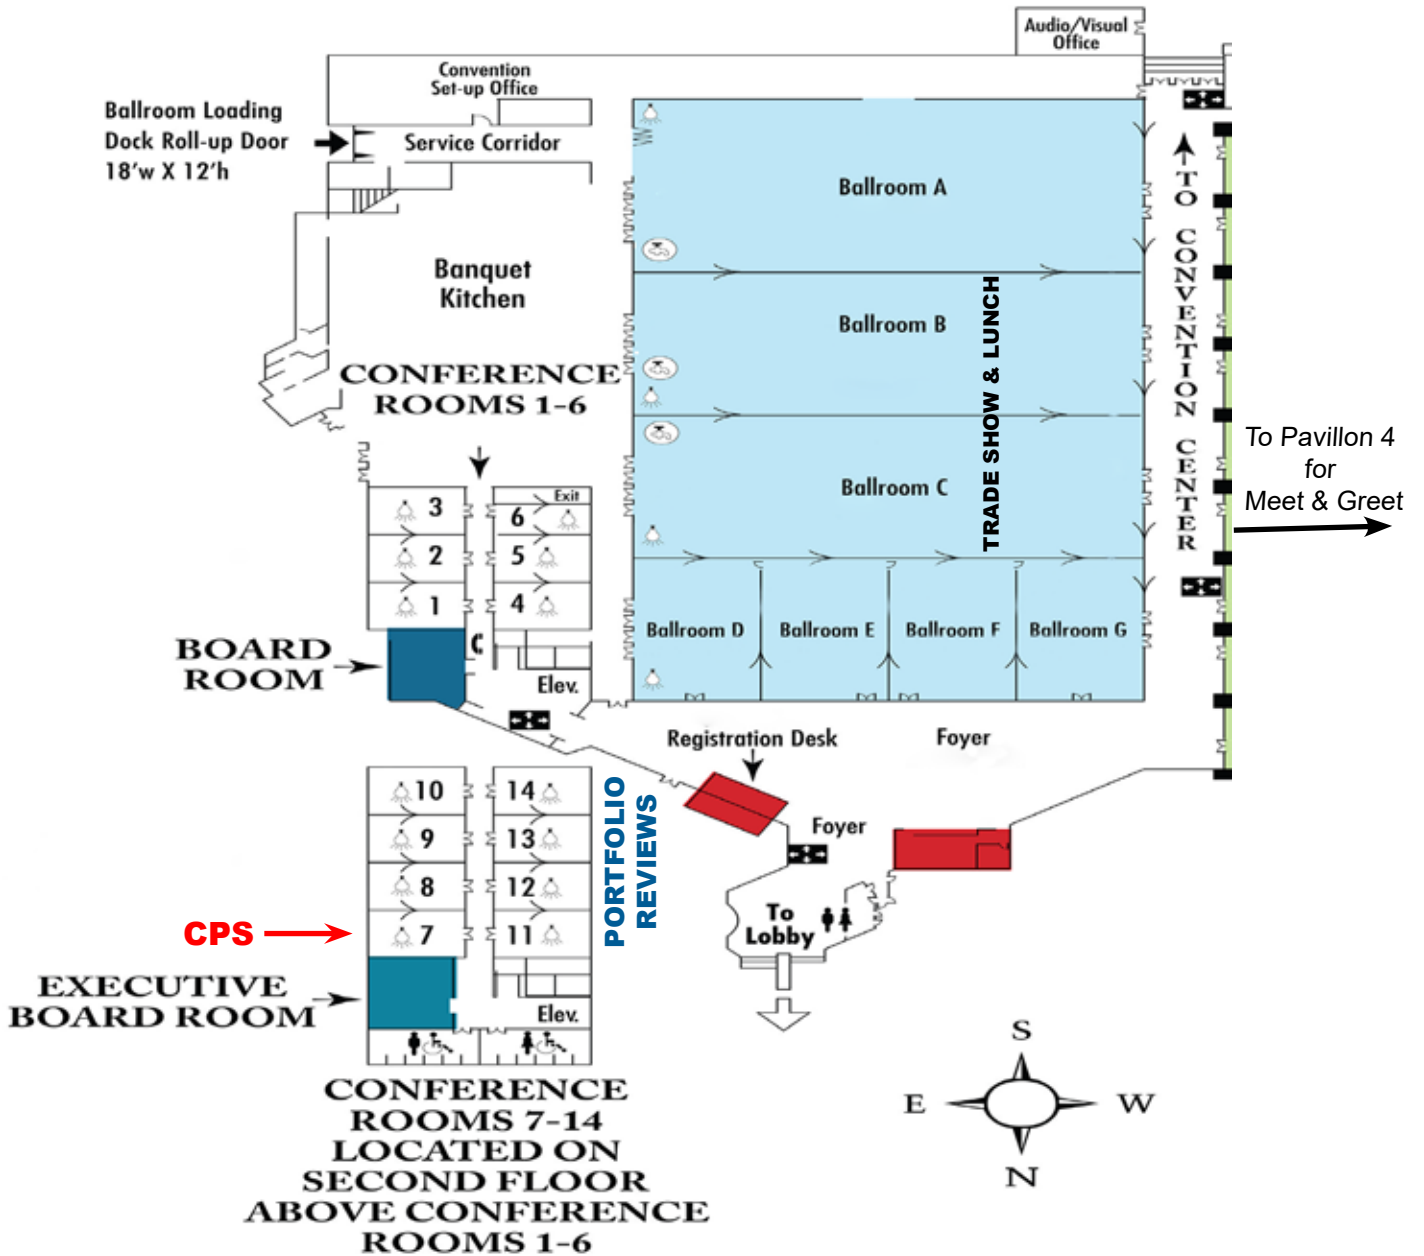 Audio/Visual
Office
Convention
Set-up Office
Ballroom Loading
Dock Roll-up Door
18'w X 12'h
Service Corridor
Ballroom A
TO CONVENTION CENTER
Banquet
Kitchen
Ballroom B
TRADE SHOW & LUNCH
CONFERENCE
ROOMS 1-6
To Pavillon 4
for
Meet & Greet
Ballroom C
Exit
3
6
2
5
1
4
Ballroom D
Ballroom E
Ballroom F
Ballroom G
BOARD
ROOM
Elev.
Registration Desk
Foyer
10
14
PORTFOLIO
REVIEWS
Foyer
9
13
8
12
CPS
7
11
To
Lobby
EXECUTIVE
BOARD ROOM
Elev.
S
E
W
N
CONFERENCE
ROOMS 7-14
LOCATED ON
SECOND FLOOR
ABOVE CONFERENCE
ROOMS 1-6